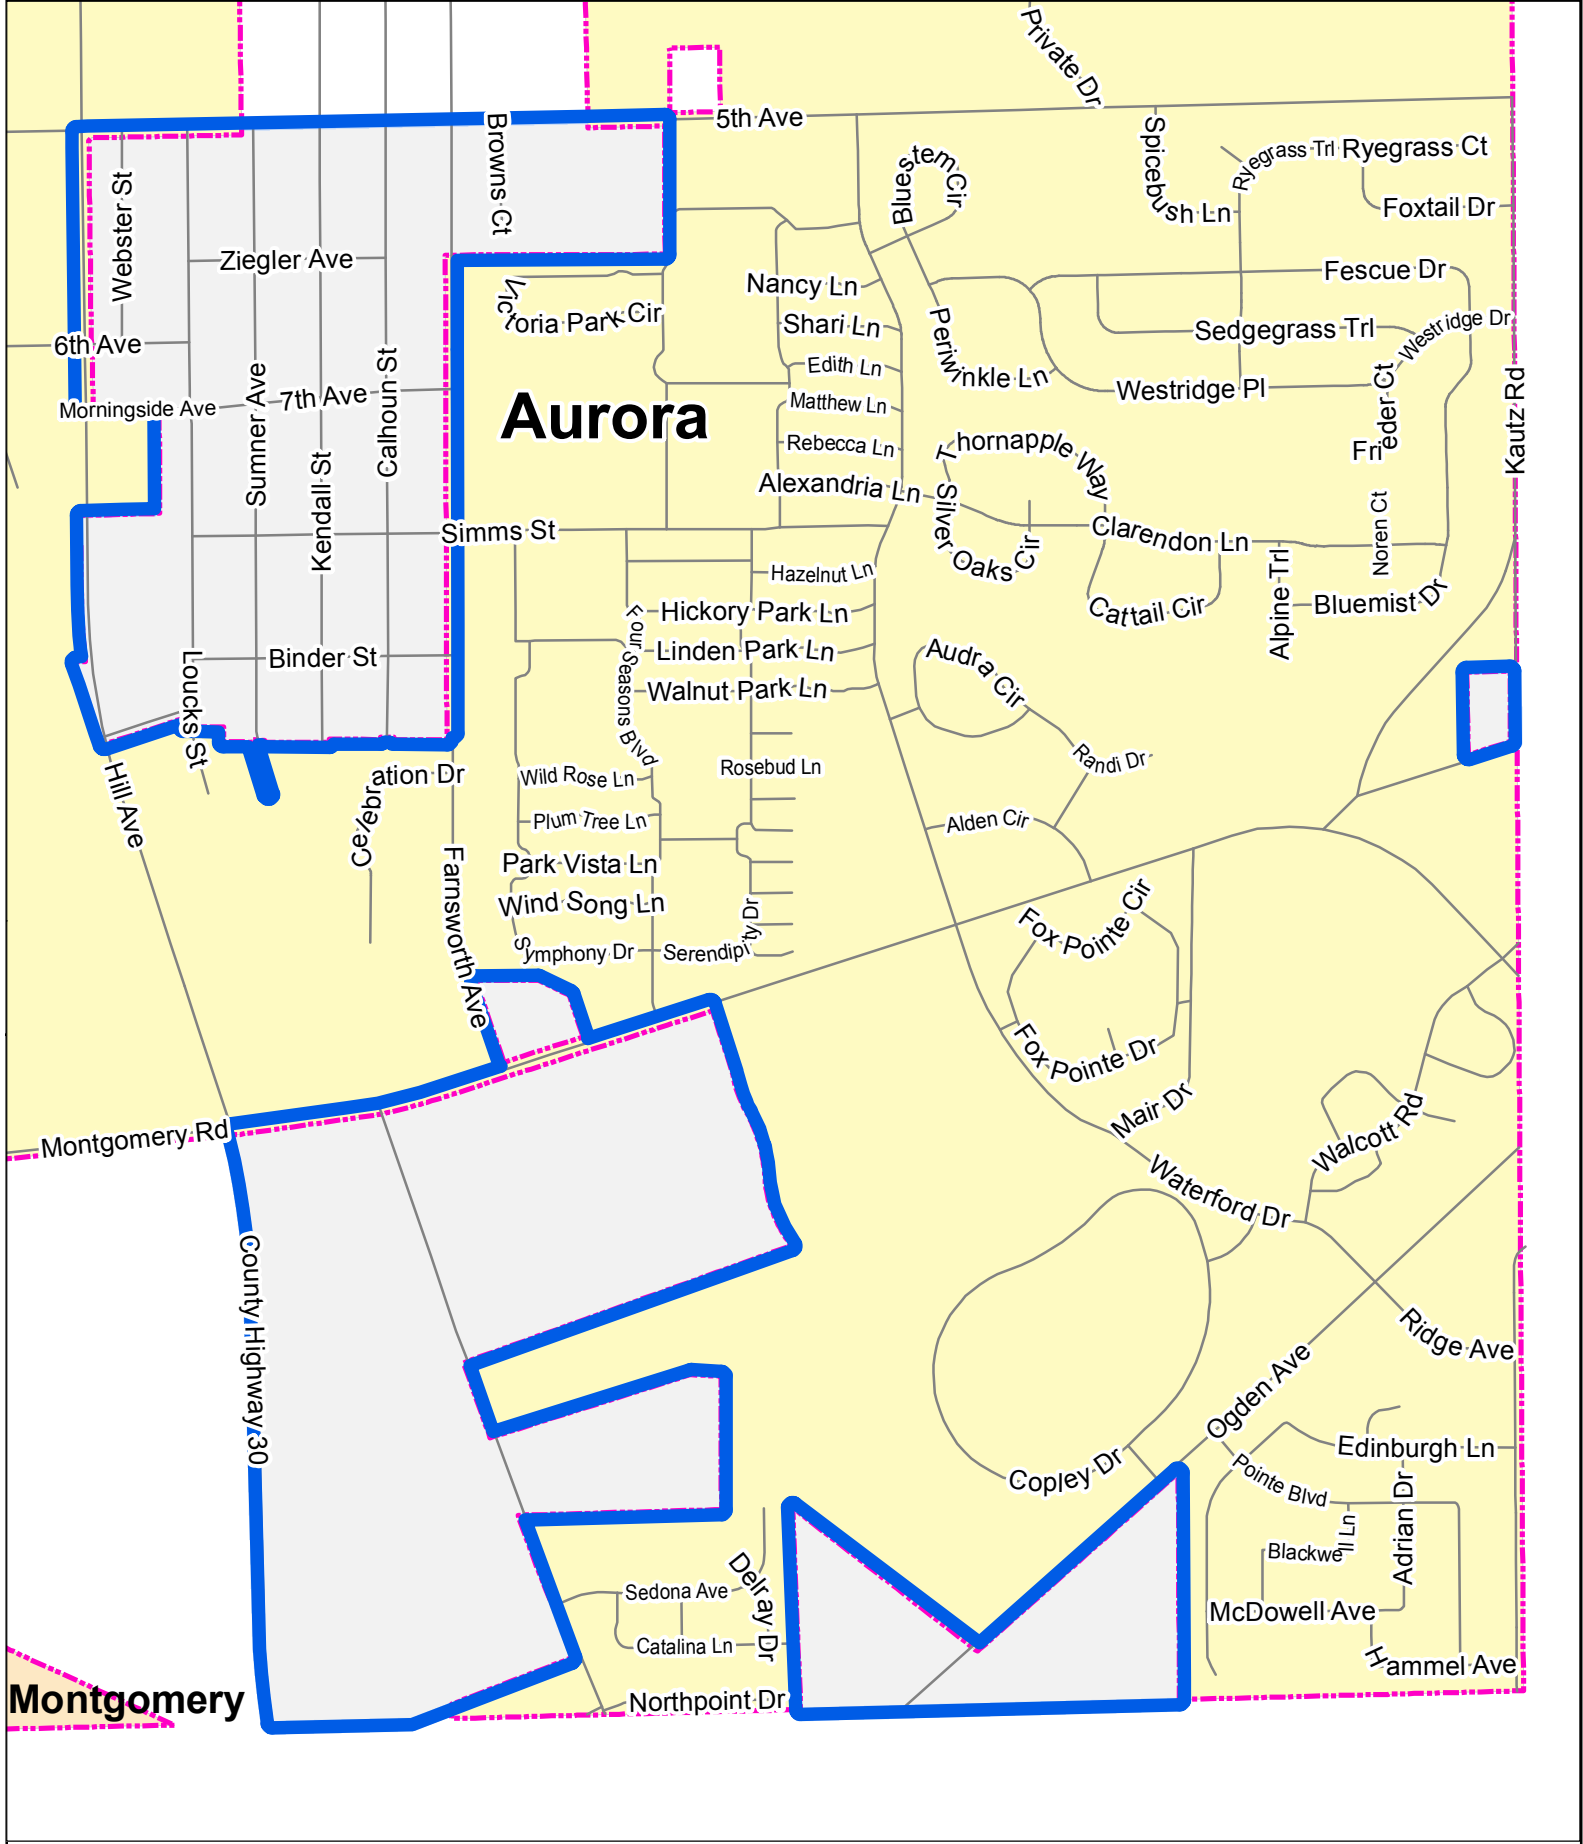 Private Dr
5th Ave
Browns Ct
Spicebush Ln
Ryegrass Trl
Ryegrass Ct
Bluestem Cir
Webster St
Foxtail Dr
Ziegler Ave
Fescue Dr
Nancy Ln
Victoria Park Cir
Shari Ln
Periwinkle Ln
Sedgegrass Trl
Westridge Dr
6th Ave
Edith Ln
Westridge Pl
Morningside Ave
7th Ave
Sumner Ave
Calhoun St
Aurora
Matthew Ln
Frieder Ct
Kautz Rd
Rebecca Ln
Thornapple Way
Kendall St
Alexandria Ln
Silver Oaks Cir
Simms St
Clarendon Ln
Noren Ct
Hazelnut Ln
Alpine Trl
Bluemist Dr
Hickory Park Ln
Cattail Cir
Four Seasons Blvd
Linden Park Ln
Binder St
Loucks St
Walnut Park Ln
Audra Cir
Randi Dr
Rosebud Ln
Wild Rose Ln
Celebration Dr
Hill Ave
Plum Tree Ln
Alden Cir
Park Vista Ln
Farnsworth Ave
Wind Song Ln
Fox Pointe Cir
Symphony Dr
Serendipity Dr
Fox Pointe Dr
Mair Dr
Montgomery Rd
Walcott Rd
Waterford Dr
County Highway 30
Ridge Ave
Ogden Ave
Edinburgh Ln
Copley Dr
Pointe Blvd
Adrian Dr
Blackwell Ln
Delray Dr
Sedona Ave
McDowell Ave
Catalina Ln
Hammel Ave
Northpoint Dr
Montgomery